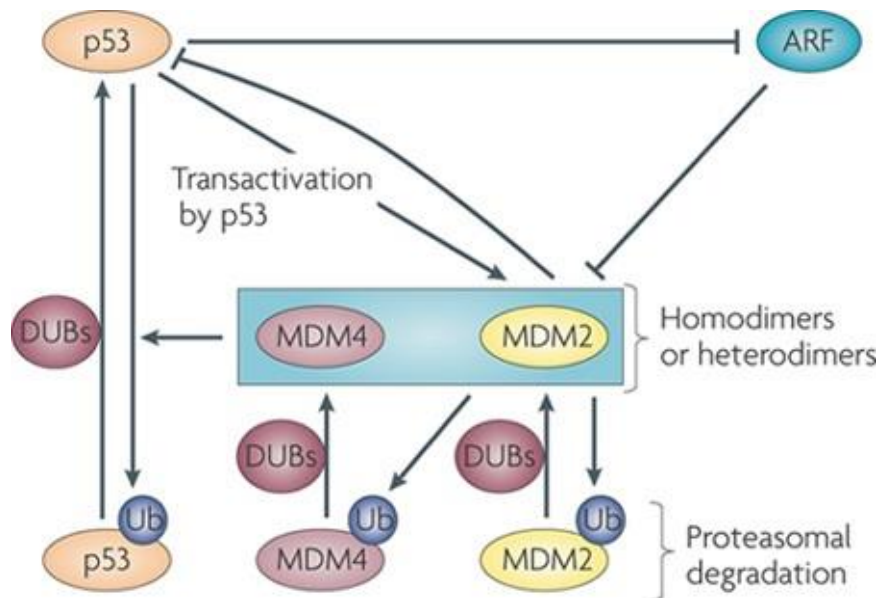 p53
ARF
Transactivation
by p53
DUBs
MDM4
MDM2
Homodimers
or heterodimers
DUBs
DUBs
Ub
Ub
Ub
p53
MDM4
MDM2
Proteasomal
degradation